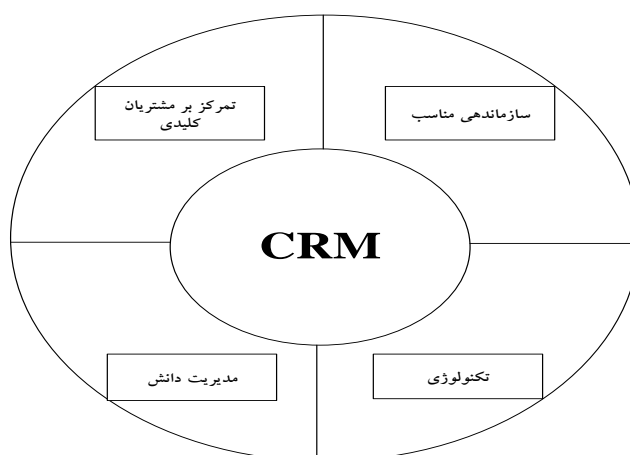 سازماندهی مناسب
تمرکز بر مشتریان
کلیدی
CRM
تکنولوژی
مدیریت دانش